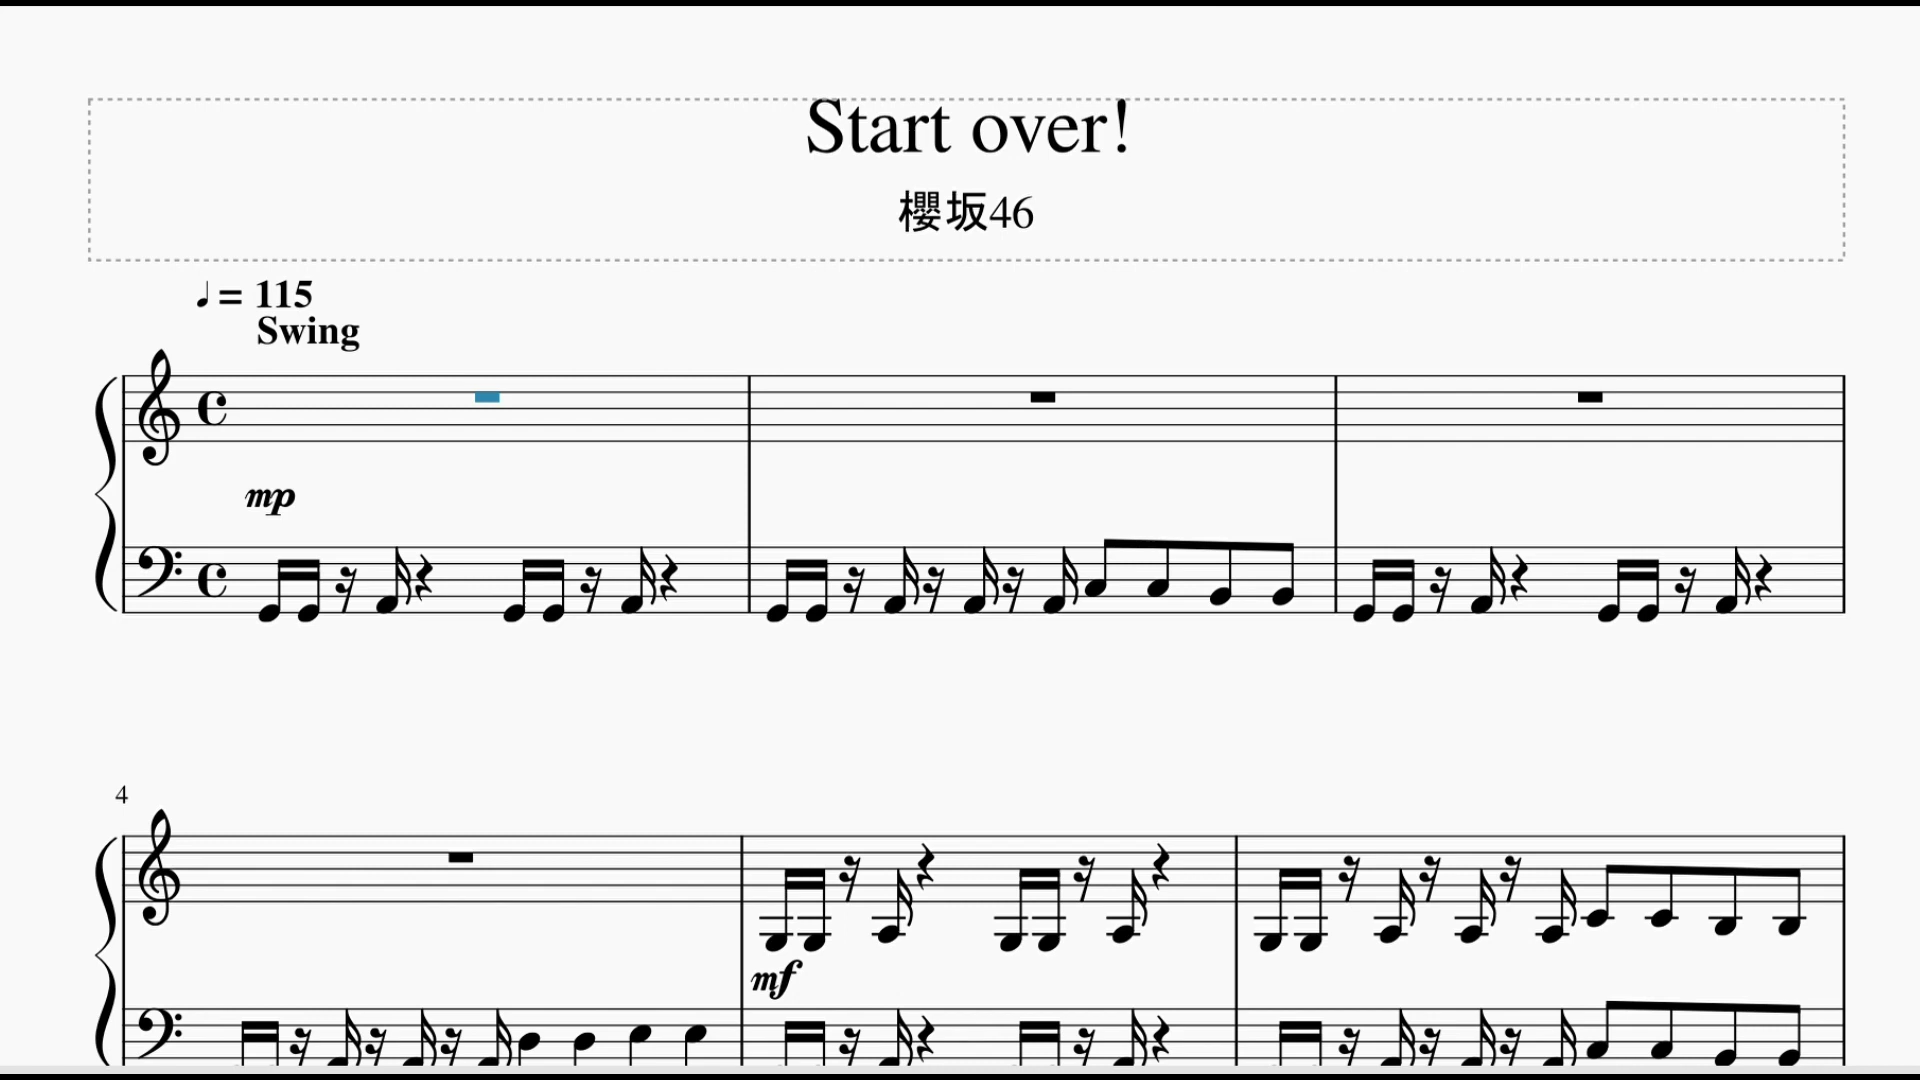 Start over!
櫻坂46
♩ = 115
Swing
mp
4
mf